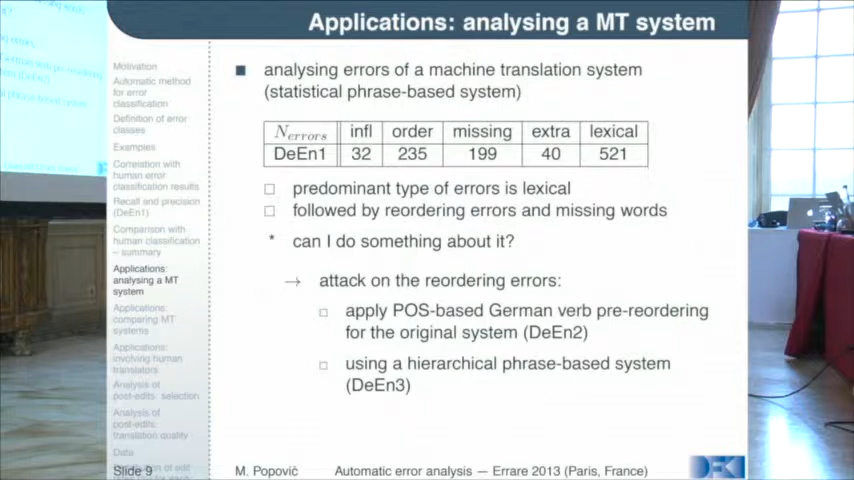 Applications: analysing a MT system
Motivation
Automatic method
for error
classification
Definition of error
classes
Examples
Correlation with
human error
classification results
Recall and precision
(DeEn1)
Comparison with
human classification
– summary
Applications:
analysing a MT
system
Applications:
comparing MT
systems
Applications:
involving human
translators
Analysis of
post-edits: selection
Analysis of
post-edits:
translation quality
Data
Slide 9
analysing errors of a machine translation system
(statistical phrase-based system)
Nerrors infl order missing extra lexical
DeEn1 32 235 199 40 521
predominant type of errors is lexical
followed by reordering errors and missing words
* can I do something about it?
→ attack on the reordering errors:
apply POS-based German verb pre-reordering
for the original system (DeEn2)
using a hierarchical phrase-based system
(DeEn3)
M. Popović Automatic error analysis — Errare 2013 (Paris, France)